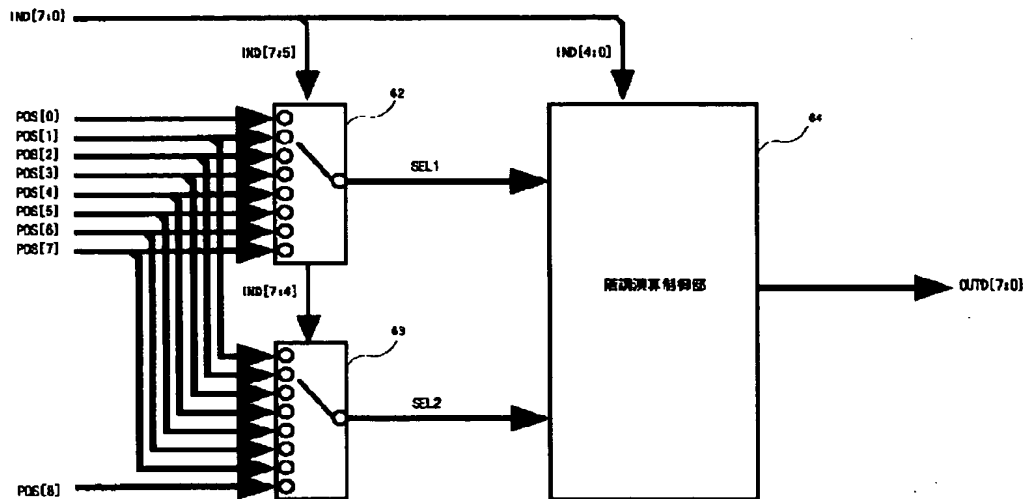 IND[7:0]
IND[7:5]
IND[4:0]
62
64
POS[0]
POS[1]
POS[2]
POS[3]
POS[4]
POS[5]
POS[6]
POS[7]
SEL1
IND[7:4]
階調演算制御部
OUTD[7:0]
63
SEL2
POS[8]